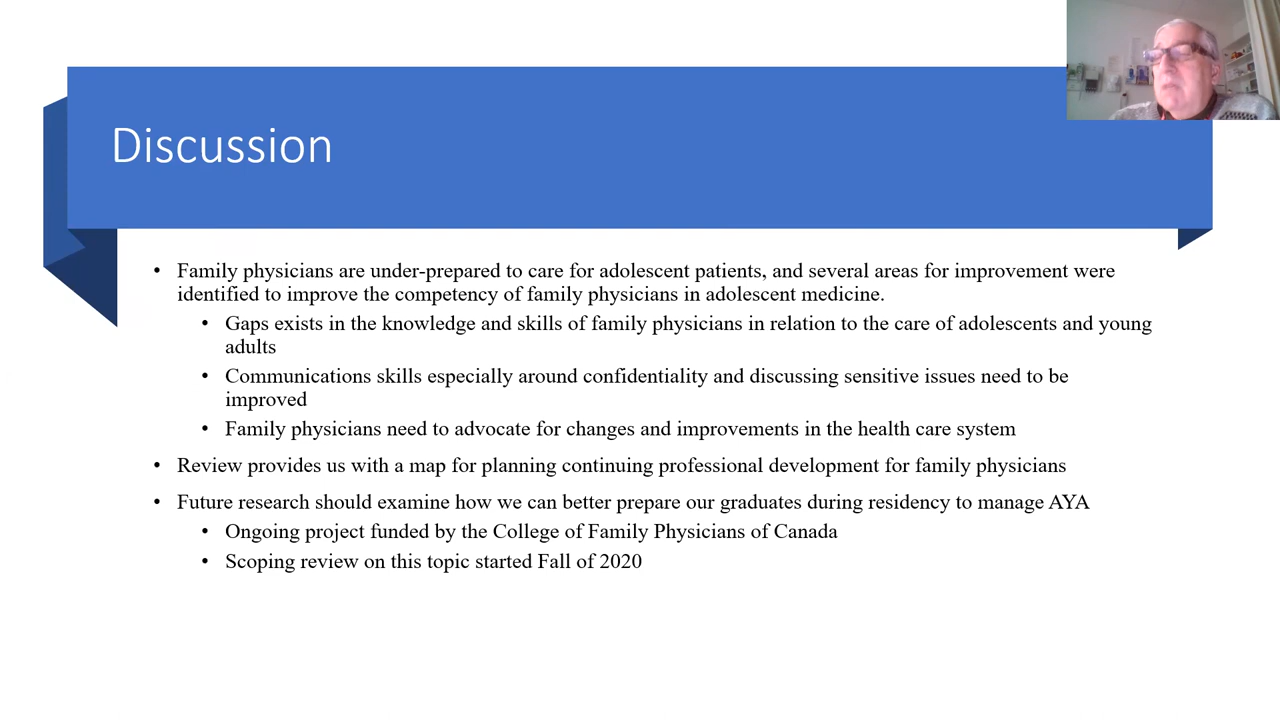 Discussion
• Family physicians are under-prepared to care for adolescent patients, and several areas for improvement were
identified to improve the competency of family physicians in adolescent medicine.
• Gaps exists in the knowledge and skills of family physicians in relation to the care of adolescents and young
adults
• Communications skills especially around confidentiality and discussing sensitive issues need to be
improved
• Family physicians need to advocate for changes and improvements in the health care system
• Review provides us with a map for planning continuing professional development for family physicians
• Future research should examine how we can better prepare our graduates during residency to manage AYA
• Ongoing project funded by the College of Family Physicians of Canada
• Scoping review on this topic started Fall of 2020